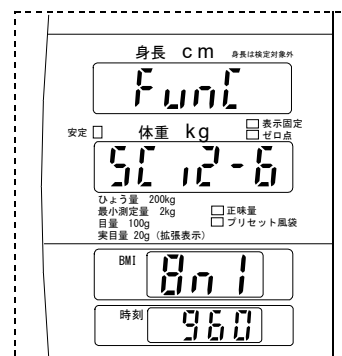 身長 cm 身長は検定対象外
FunC
安定 体重 kg 表示固定
ゼロ点
SC i2-6
ひょう量 200kg
最小測定量 2kg 正味量
目量 100g プリセット風袋
実目量 20g（拡張表示）
BMI 8n1
時刻 960